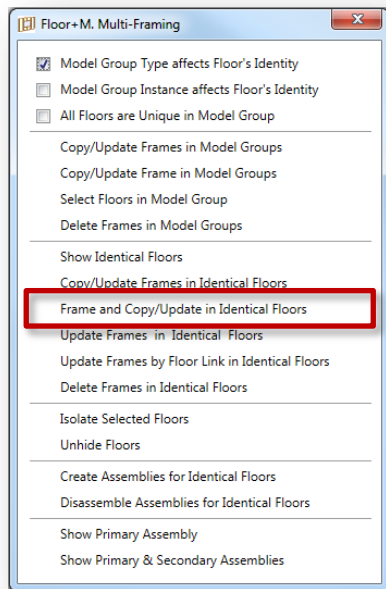 Floor+M. Multi-Framing
Model Group Type affects Floor's Identity
Model Group Instance affects Floor's Identity
All Floors are Unique in Model Group
Copy/Update Frames in Model Groups
Copy/Update Frame in Model Groups
Select Floors in Model Group
Delete Frames in Model Groups
Show Identical Floors
Copy/Update Frames in Identical Floors
Frame and Copy/Update in Identical Floors
Update Frames in Identical Floors
Update Frames by Floor Link in Identical Floors
Delete Frames in Identical Floors
Isolate Selected Floors
Unhide Floors
Create Assemblies for Identical Floors
Disassemble Assemblies for Identical Floors
Show Primary Assembly
Show Primary & Secondary Assemblies